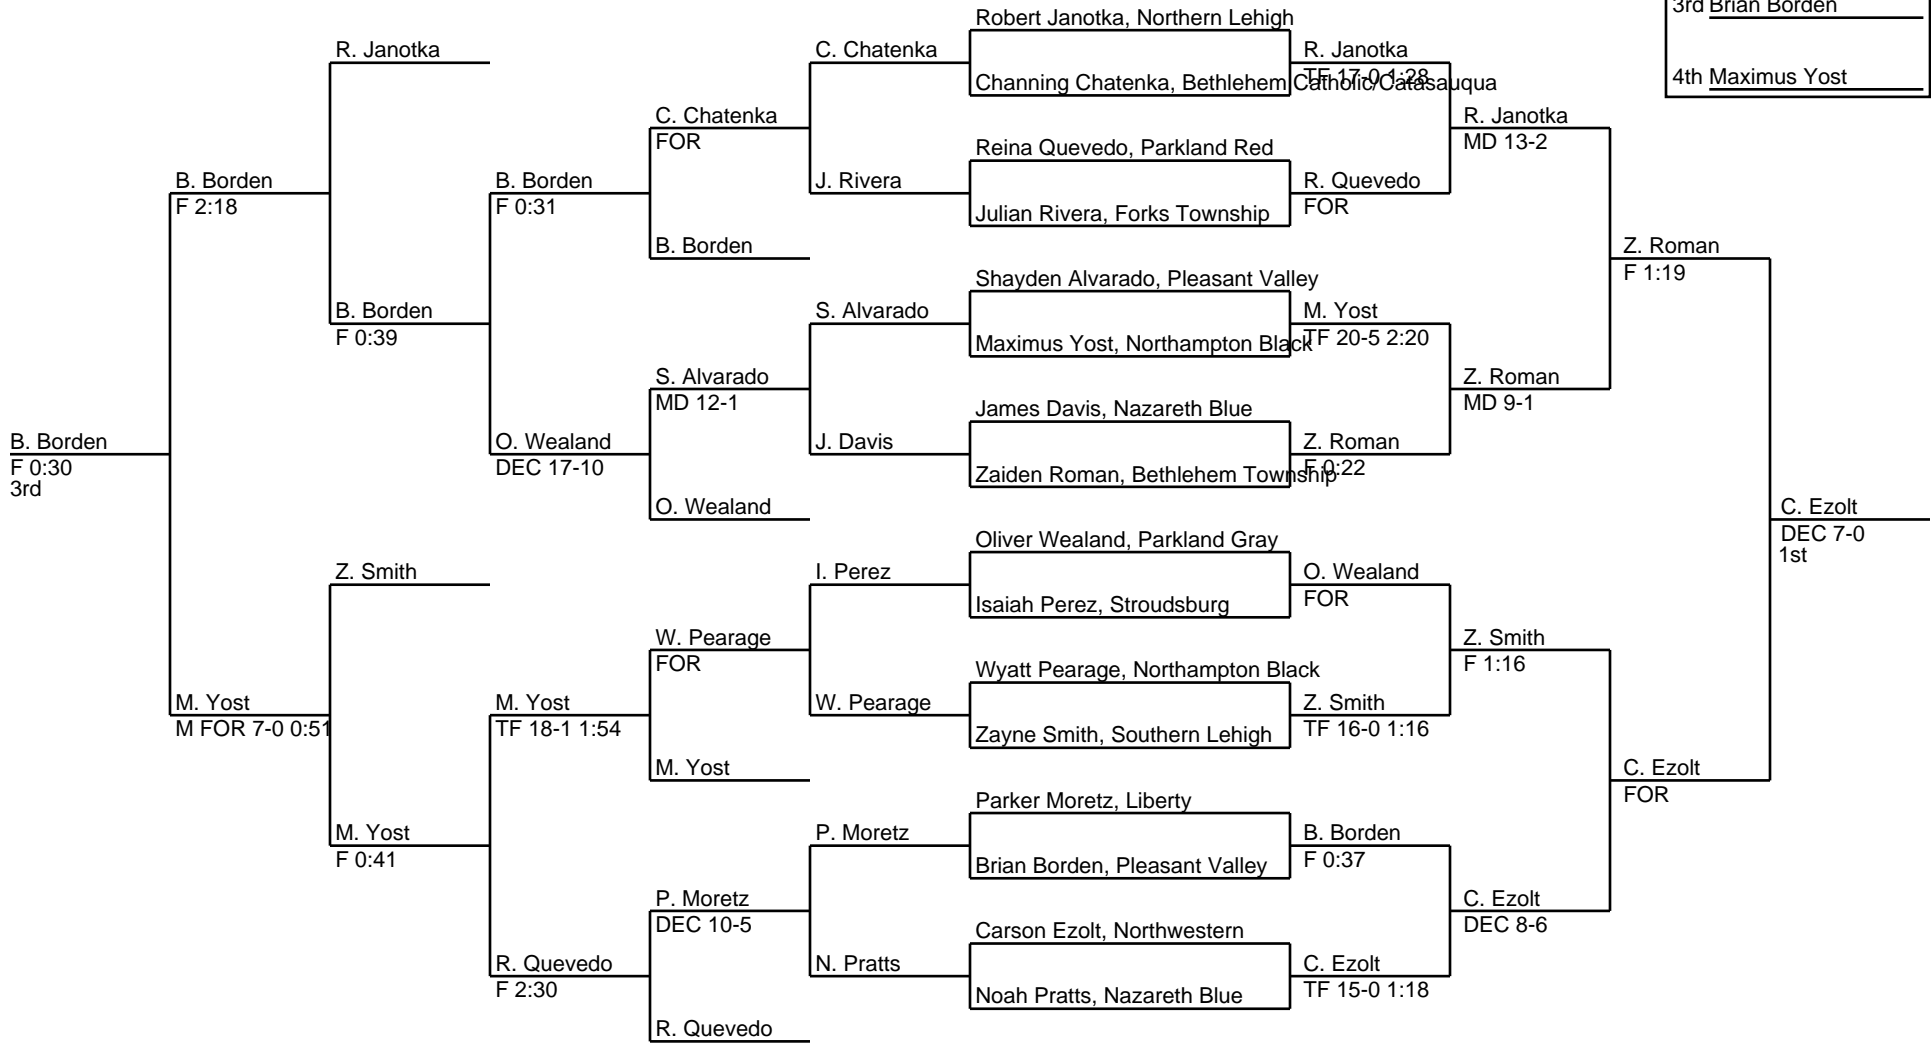 3rd Brian Borden
4th Maximus Yost
Robert Janotka, Northern Lehigh
Channing Chatenka, Bethlehem Catholic/Catasauqua
Reina Quevedo, Parkland Red
Julian Rivera, Forks Township
Shayden Alvarado, Pleasant Valley
Maximus Yost, Northampton Black
James Davis, Nazareth Blue
Zaiden Roman, Bethlehem Township
Oliver Wealand, Parkland Gray
Isaiah Perez, Stroudsburg
Wyatt Pearage, Northampton Black
Zayne Smith, Southern Lehigh
Parker Moretz, Liberty
Brian Borden, Pleasant Valley
Carson Ezolt, Northwestern
Noah Pratts, Nazareth Blue
R. Janotka
TF 17-0 1:28
R. Quevedo
FOR
M. Yost
TF 20-5 2:20
Z. Roman
F 0:22
O. Wealand
FOR
Z. Smith
TF 16-0 1:16
B. Borden
F 0:37
C. Ezolt
TF 15-0 1:18
R. Janotka
MD 13-2
Z. Roman
MD 9-1
Z. Smith
F 1:16
C. Ezolt
DEC 8-6
Z. Roman
F 1:19
C. Ezolt
FOR
C. Ezolt
DEC 7-0
1st
C. Chatenka
J. Rivera
S. Alvarado
J. Davis
I. Perez
W. Pearage
P. Moretz
N. Pratts
C. Chatenka
FOR
B. Borden
S. Alvarado
MD 12-1
O. Wealand
W. Pearage
FOR
M. Yost
P. Moretz
DEC 10-5
R. Quevedo
B. Borden
F 0:31
O. Wealand
DEC 17-10
M. Yost
TF 18-1 1:54
R. Quevedo
F 2:30
R. Janotka
B. Borden
F 0:39
Z. Smith
M. Yost
F 0:41
B. Borden
F 2:18
M. Yost
M FOR 7-0 0:51
B. Borden
F 0:30
3rd